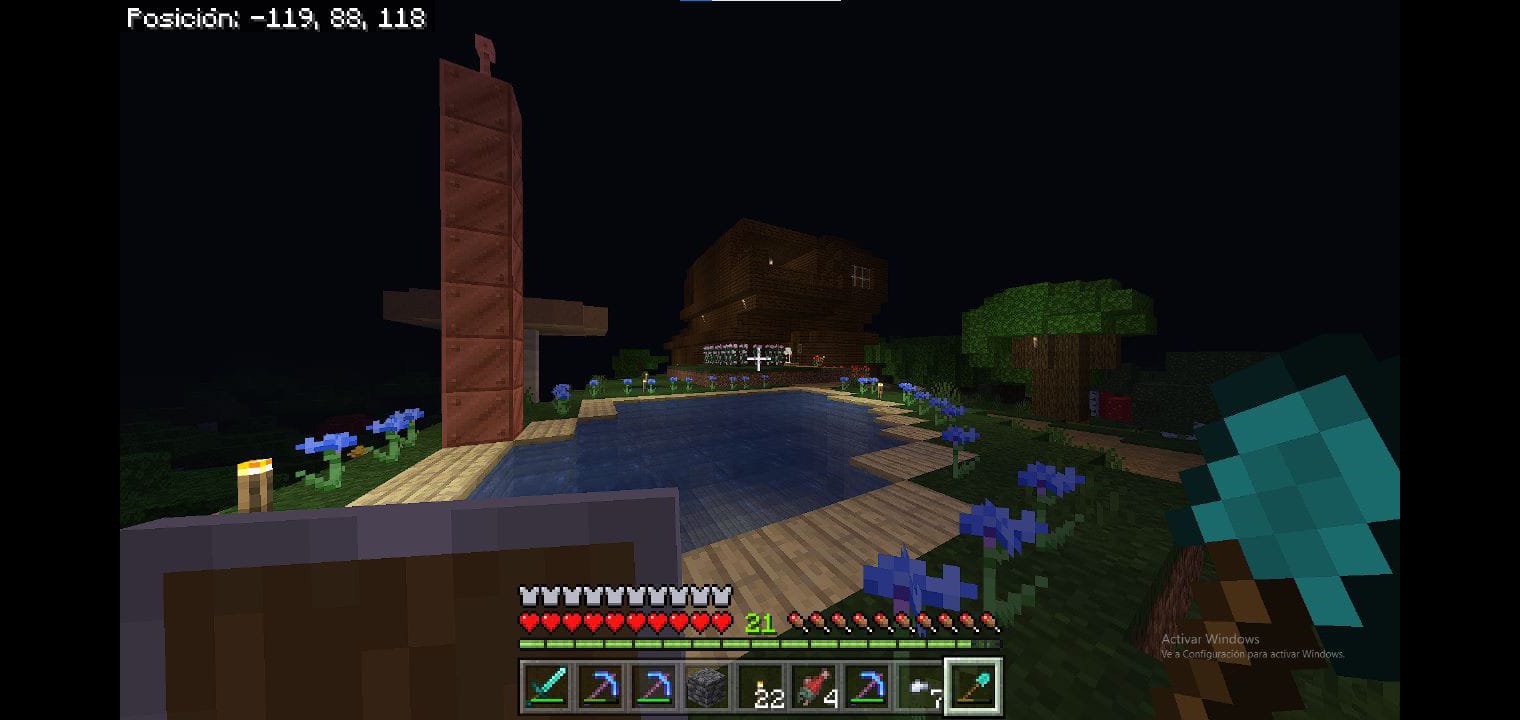 Posición: -119, 88, 118
21
22
4
7
Activar Windows
Ve a Configuración para activar Windows.